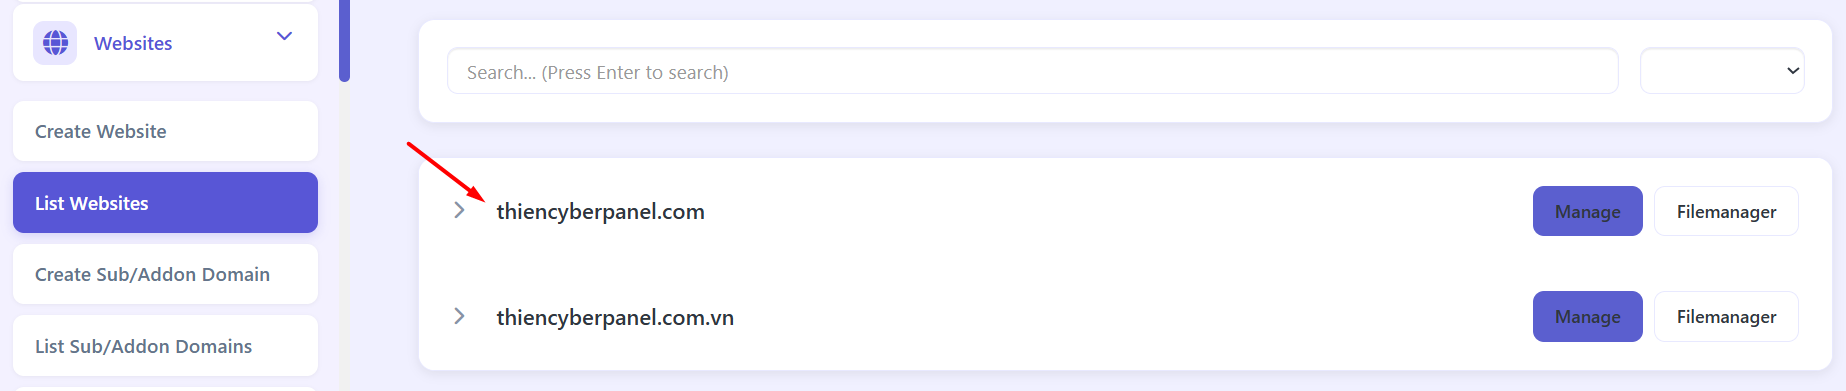 Websites
Create Website
List Websites
Create Sub/Addon Domain
List Sub/Addon Domains
Search... (Press Enter to search)
thiencyberpanel.com
Manage
Filemanager
thiencyberpanel.com.vn
Manage
Filemanager